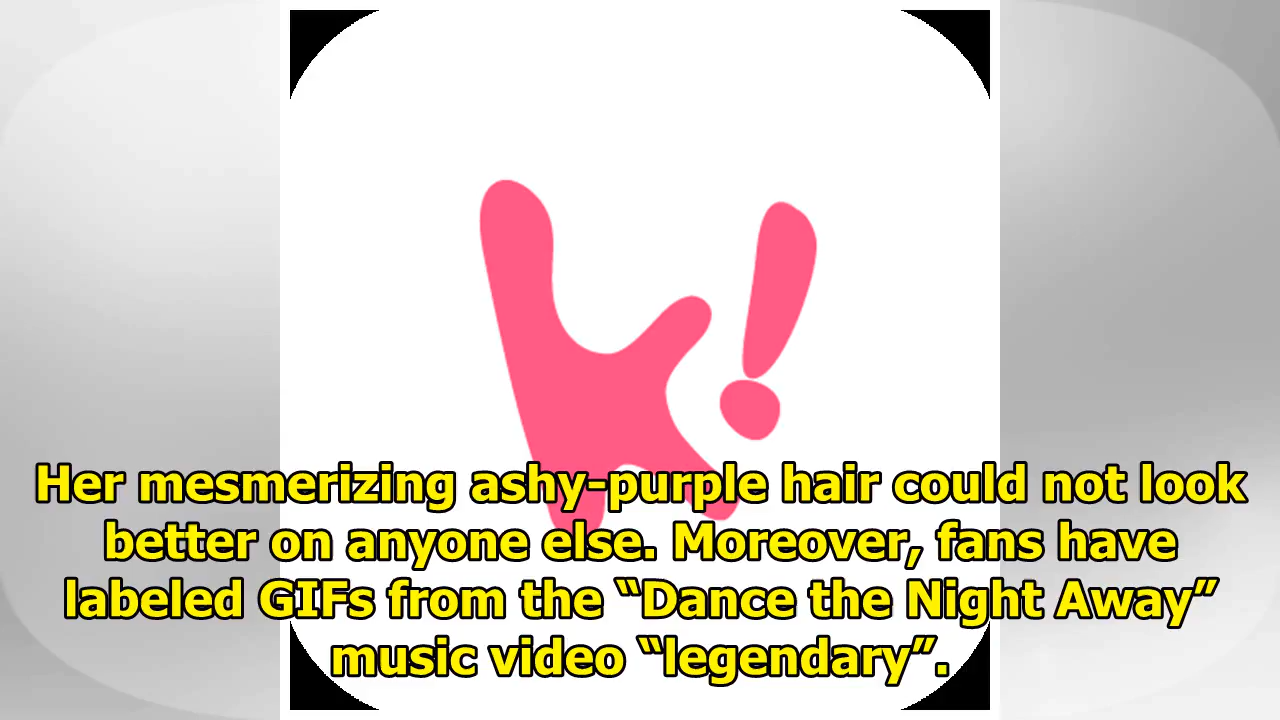 k!
Her mesmerizing ashy-purple hair could not look
better on anyone else. Moreover, fans have
labeled GIFs from the “Dance the Night Away”
music video “legendary”.